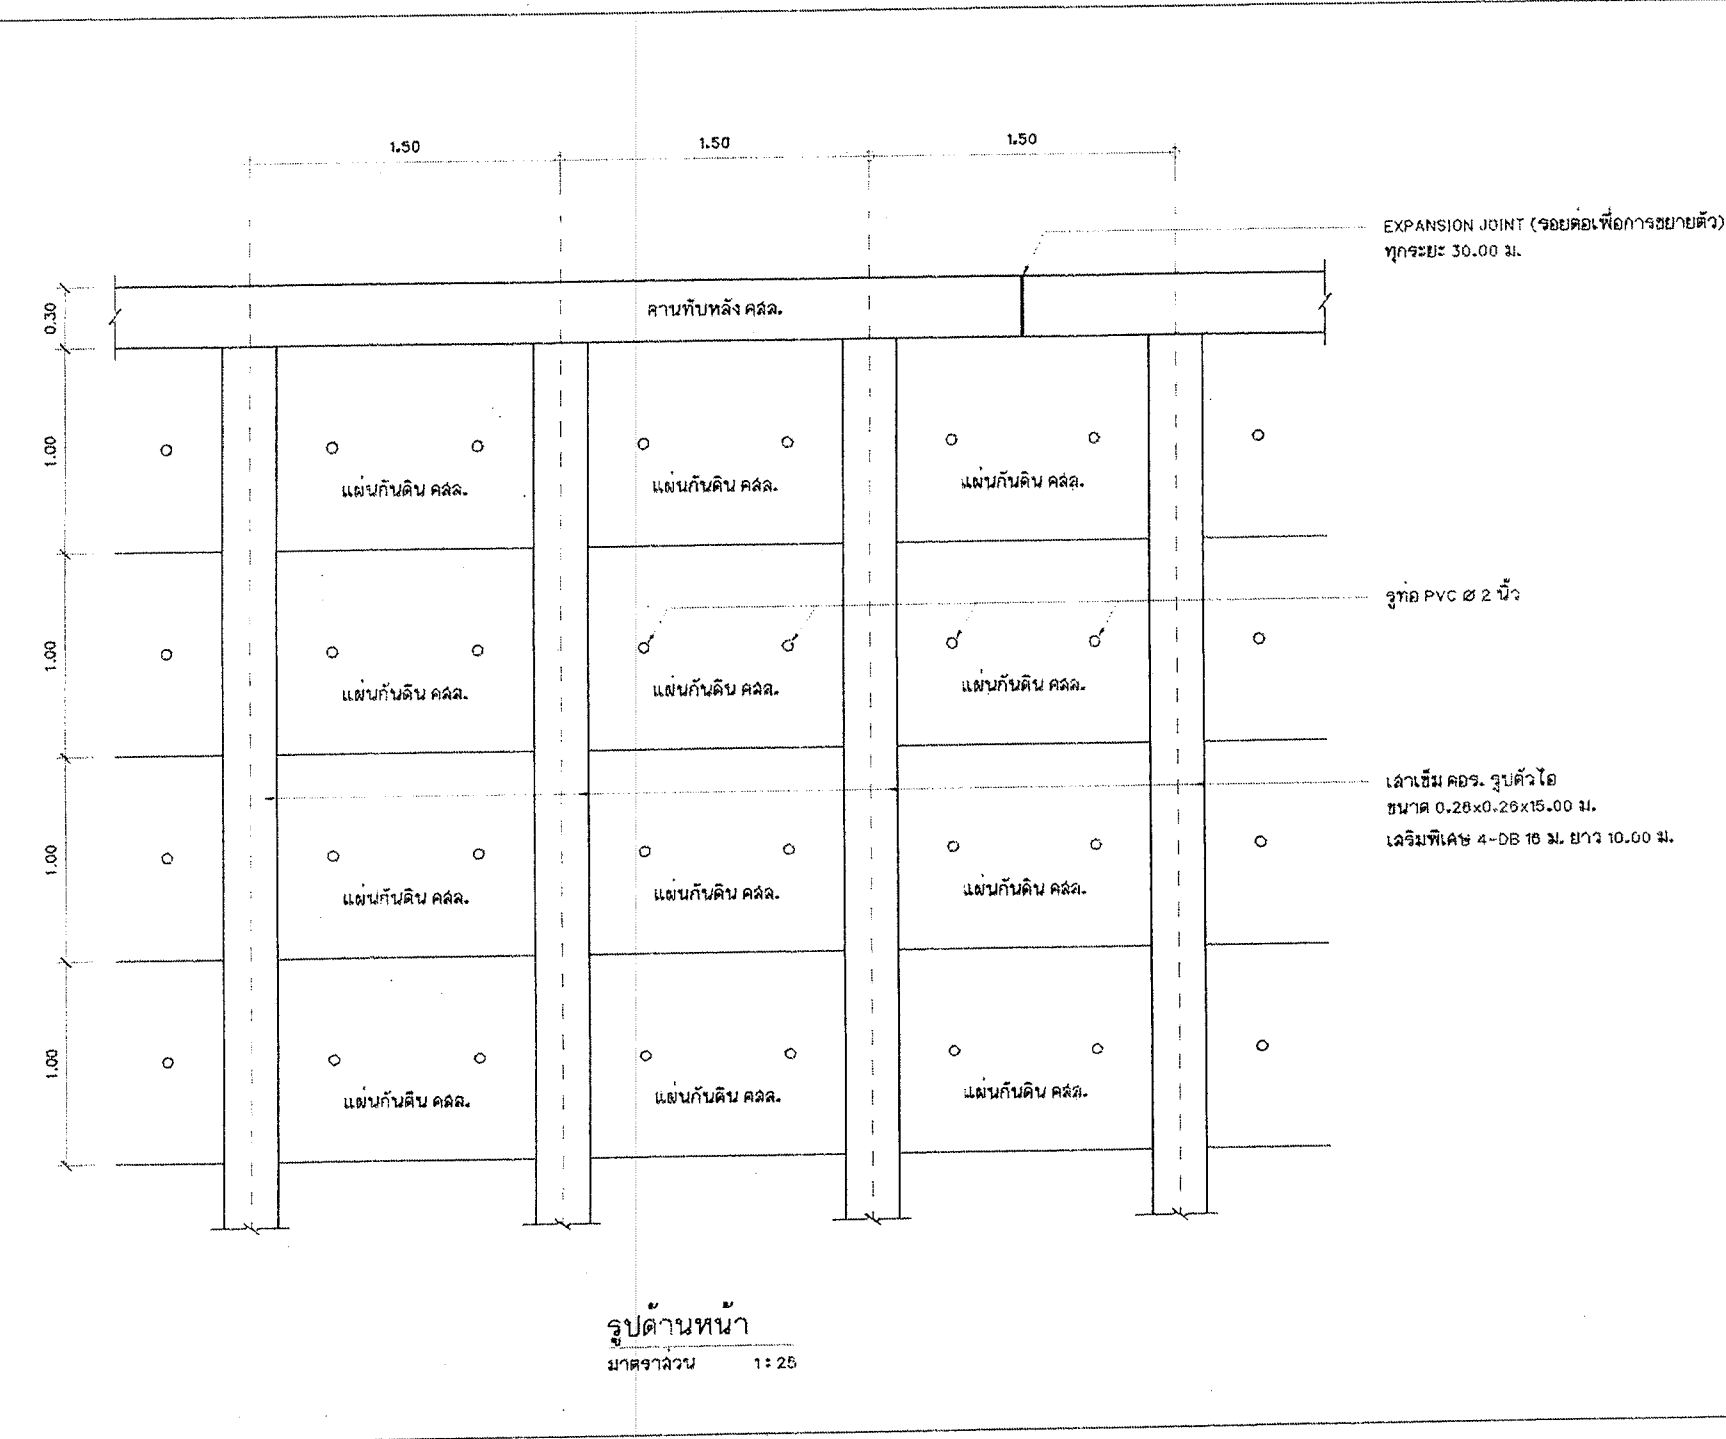 1.50
1.50
1.50
EXPANSION JOINT (รอยต่อเพื่อการขยายตัว)
ทุกระยะ 30.00 ม.
0.30
คานทับหลัง คสล.
1.00
แผ่นกันดิน คสล.
แผ่นกันดิน คสล.
แผ่นกันดิน คสล.
รูท่อ PVC Ø 2 นิ้ว
1.00
แผ่นกันดิน คสล.
แผ่นกันดิน คสล.
แผ่นกันดิน คสล.
เสาเข็ม คอร. รูปตัวไอ
ขนาด 0.26x0.26x15.00 ม.
เสริมพิเศษ 4-DB 16 ม. ยาว 10.00 ม.
1.00
แผ่นกันดิน คสล.
แผ่นกันดิน คสล.
แผ่นกันดิน คสล.
1.00
แผ่นกันดิน คสล.
แผ่นกันดิน คสล.
แผ่นกันดิน คสล.
รูปด้านหน้า
มาตราส่วน 1:25